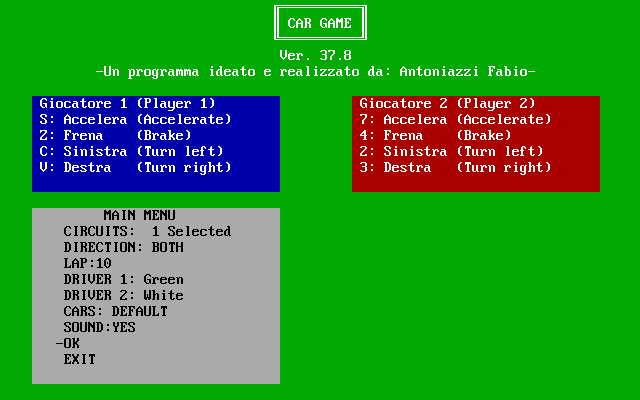 CAR GAME
Ver. 37.8
-Un programma ideato e realizzato da: Antoniazzi Fabio-
Giocatore 1 (Player 1)
S: Accelera (Accelerate)
Z: Frena (Brake)
C: Sinistra (Turn left)
V: Destra (Turn right)
Giocatore 2 (Player 2)
7: Accelera (Accelerate)
4: Frena (Brake)
2: Sinistra (Turn left)
3: Destra (Turn right)
MAIN MENU
CIRCUITS: 1 Selected
DIRECTION: BOTH
LAP:10
DRIVER 1: Green
DRIVER 2: White
CARS: DEFAULT
SOUND:YES
-OK
EXIT